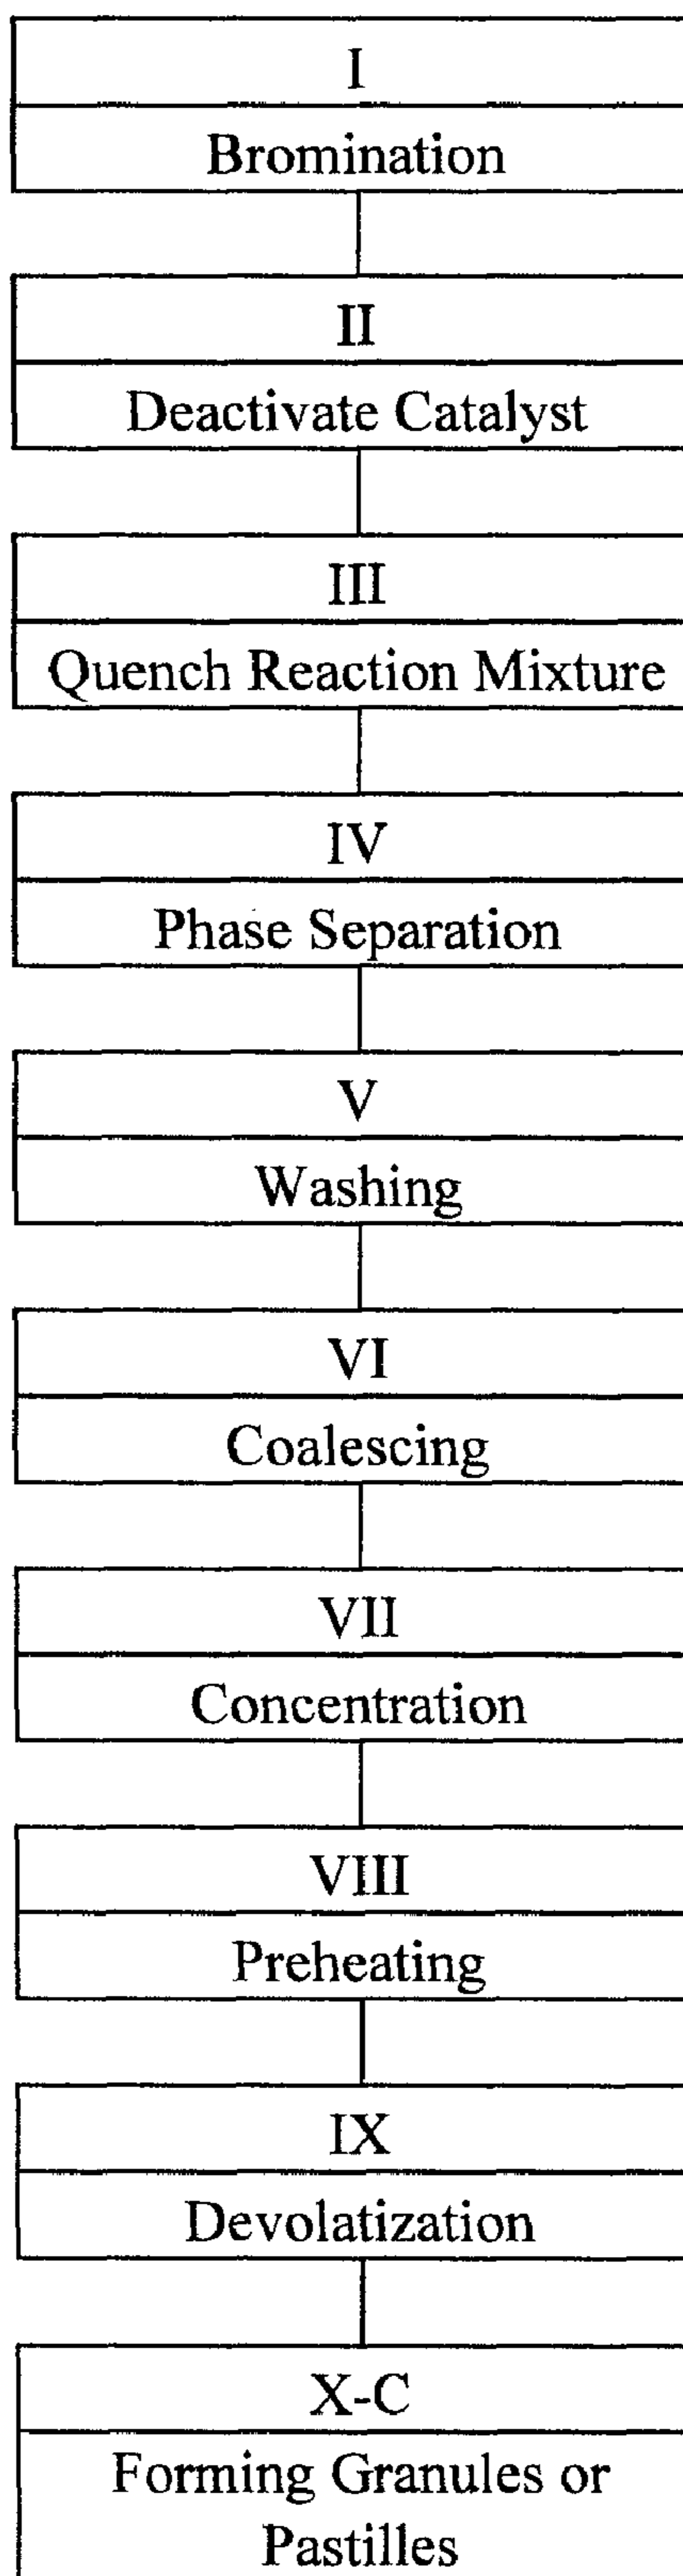 I
Bromination
II
Deactivate Catalyst
III
Quench Reaction Mixture
IV
Phase Separation
V
Washing
VI
Coalescing
VII
Concentration
VIII
Preheating
IX
Devolatization
X-C
Forming Granules or
Pastilles